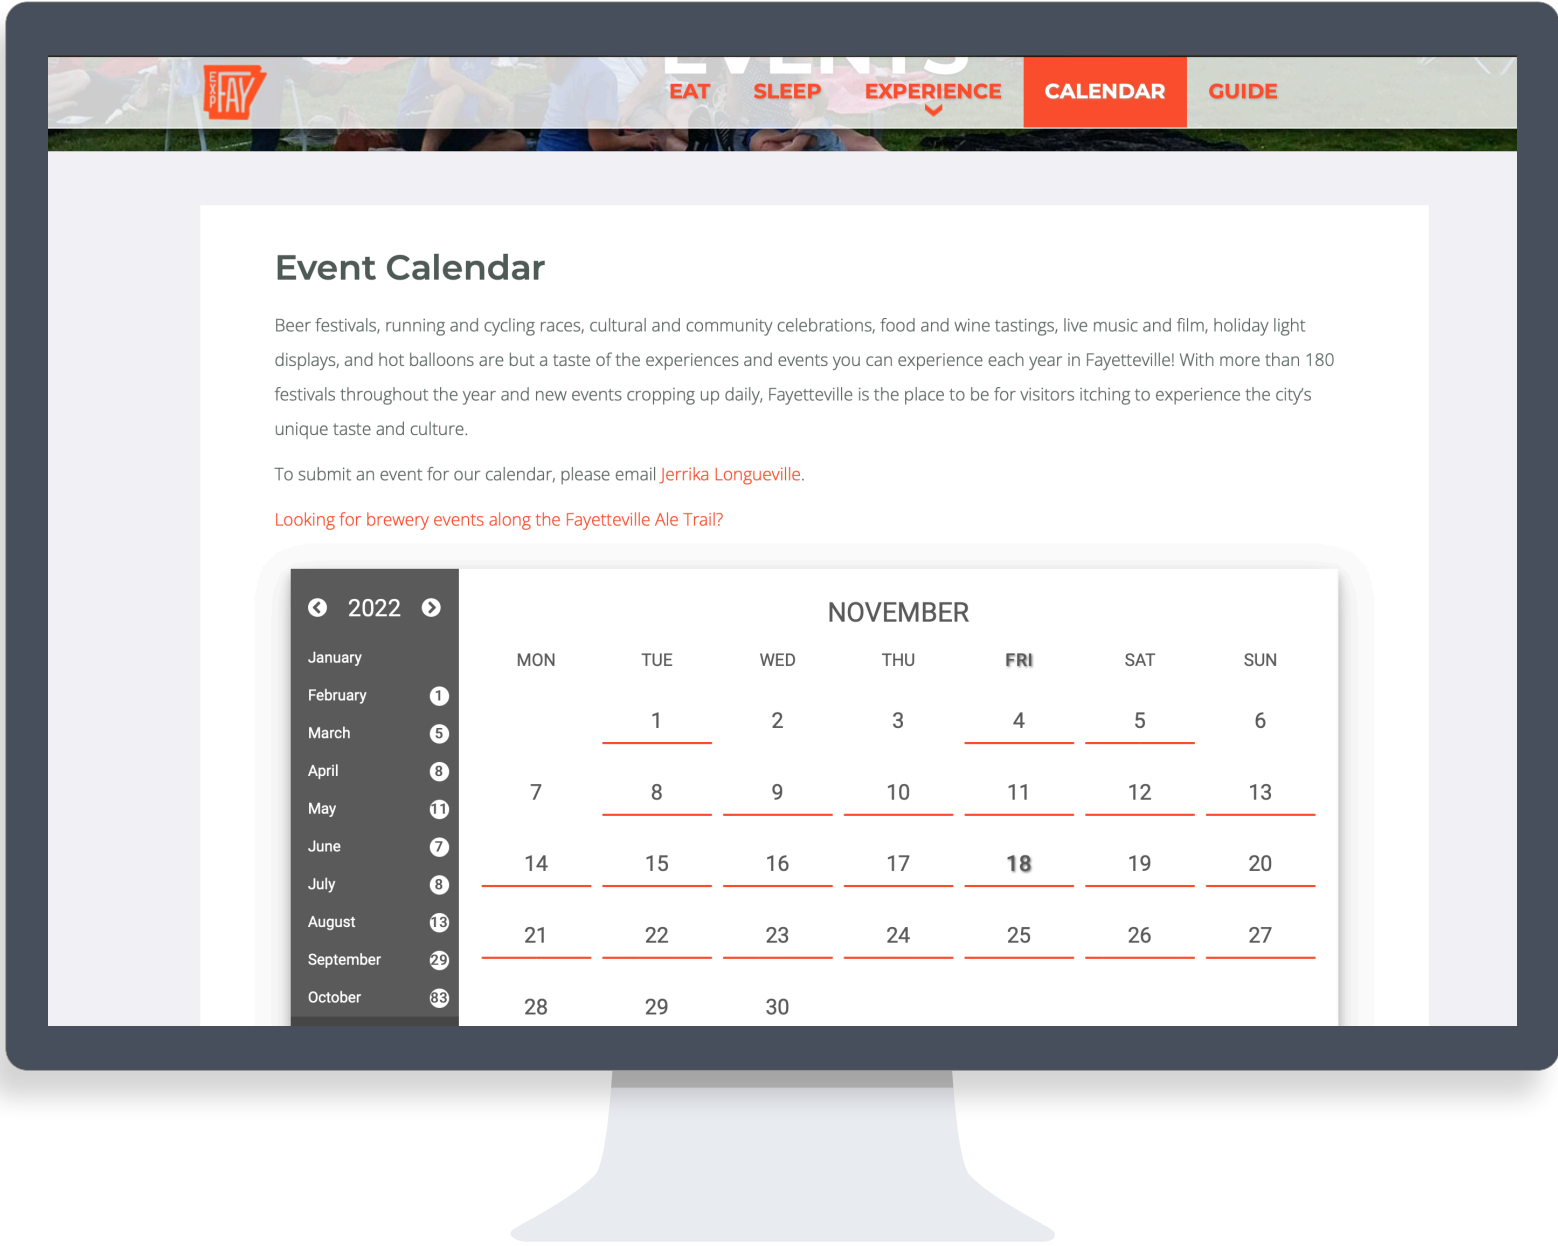 EVENTS
EXP FAY
EAT SLEEP EXPERIENCE CALENDAR GUIDE
Event Calendar
Beer festivals, running and cycling races, cultural and community celebrations, food and wine tastings, live music and film, holiday light
displays, and hot balloons are but a taste of the experiences and events you can experience each year in Fayetteville! With more than 180
festivals throughout the year and new events cropping up daily, Fayetteville is the place to be for visitors itching to experience the city’s
unique taste and culture.
To submit an event for our calendar, please email Jerrika Longueville.
Looking for brewery events along the Fayetteville Ale Trail?
2022
January
February 1
March 5
April 8
May 11
June 7
July 8
August 13
September 29
October 83
NOVEMBER
MON TUE WED THU FRI SAT SUN
1 2 3 4 5 6
7 8 9 10 11 12 13
14 15 16 17 18 19 20
21 22 23 24 25 26 27
28 29 30